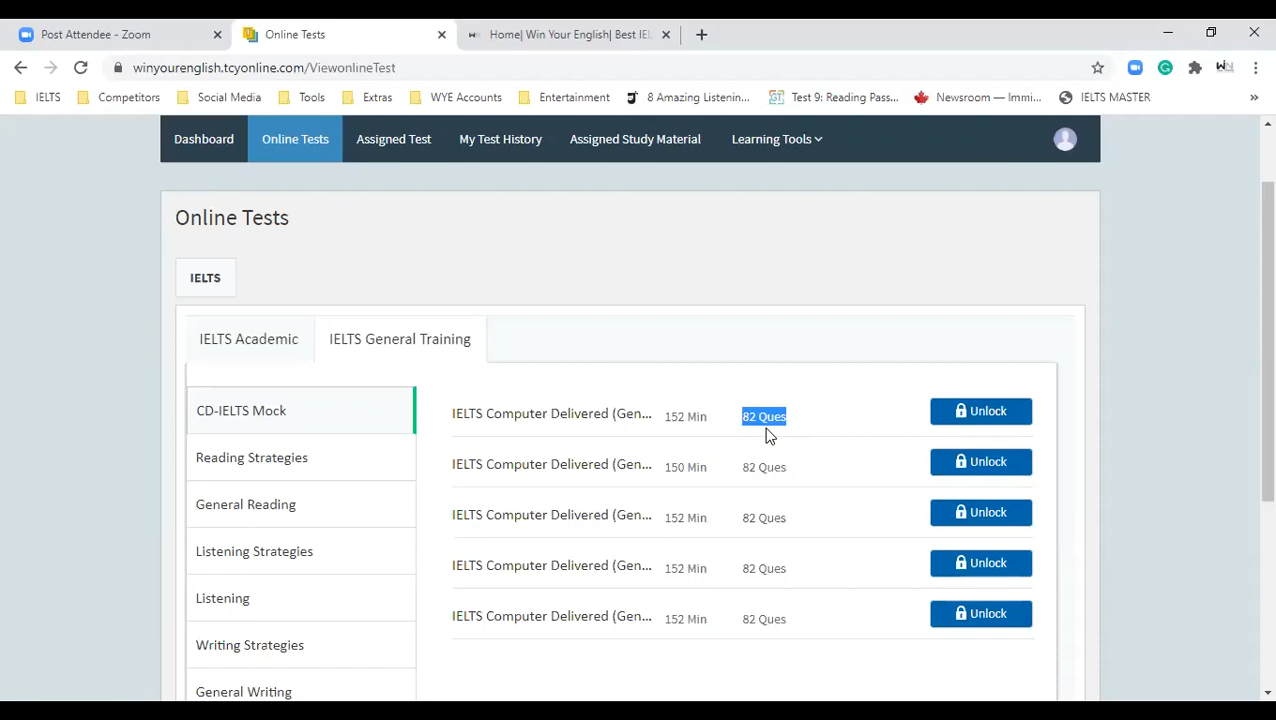 Post Attendee - Zoom
Online Tests
Home| Win Your English| Best IEL
winyourenglish.tcyonline.com/ViewonlineTest
IELTS
Competitors
Social Media
Tools
Extras
WYE Accounts
Entertainment
8 Amazing Listenin...
Test 9: Reading Pass...
Newsroom — Immi...
IELTS MASTER
»
Dashboard
Online Tests
Assigned Test
My Test History
Assigned Study Material
Learning Tools
Online Tests
IELTS
IELTS Academic
IELTS General Training
CD-IELTS Mock
Reading Strategies
General Reading
Listening Strategies
Listening
Writing Strategies
General Writing
IELTS Computer Delivered (Gen... 152 Min 82 Ques Unlock
IELTS Computer Delivered (Gen... 150 Min 82 Ques Unlock
IELTS Computer Delivered (Gen... 152 Min 82 Ques Unlock
IELTS Computer Delivered (Gen... 152 Min 82 Ques Unlock
IELTS Computer Delivered (Gen... 152 Min 82 Ques Unlock